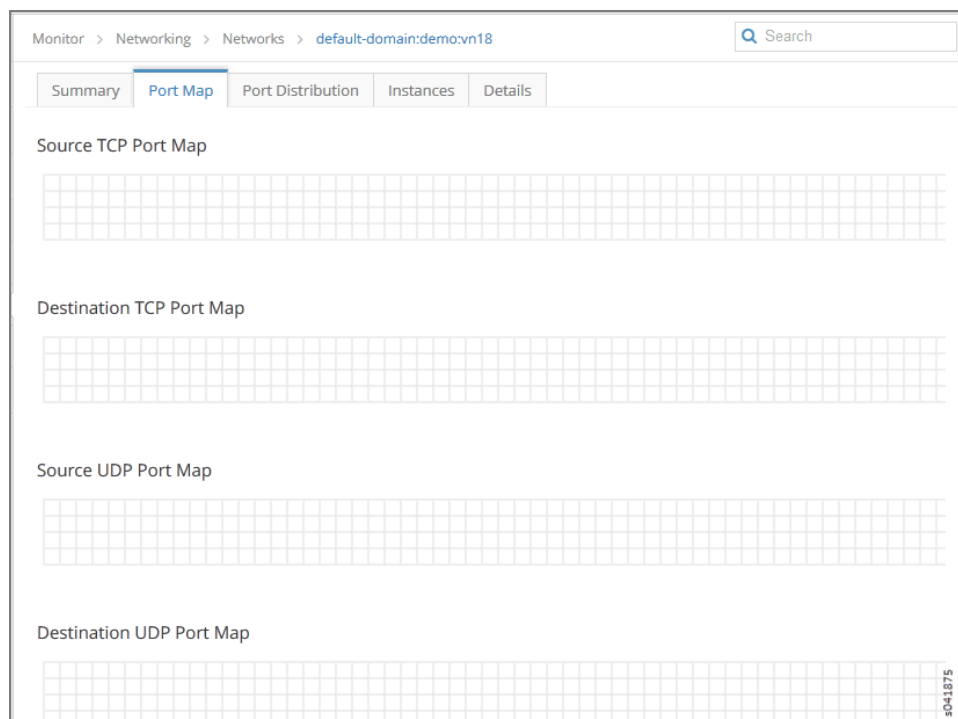 Monitor > Networking > Networks > default-domain:demo:vn18
Search
Summary Port Map Port Distribution Instances Details
Source TCP Port Map
Destination TCP Port Map
Source UDP Port Map
Destination UDP Port Map
s041875